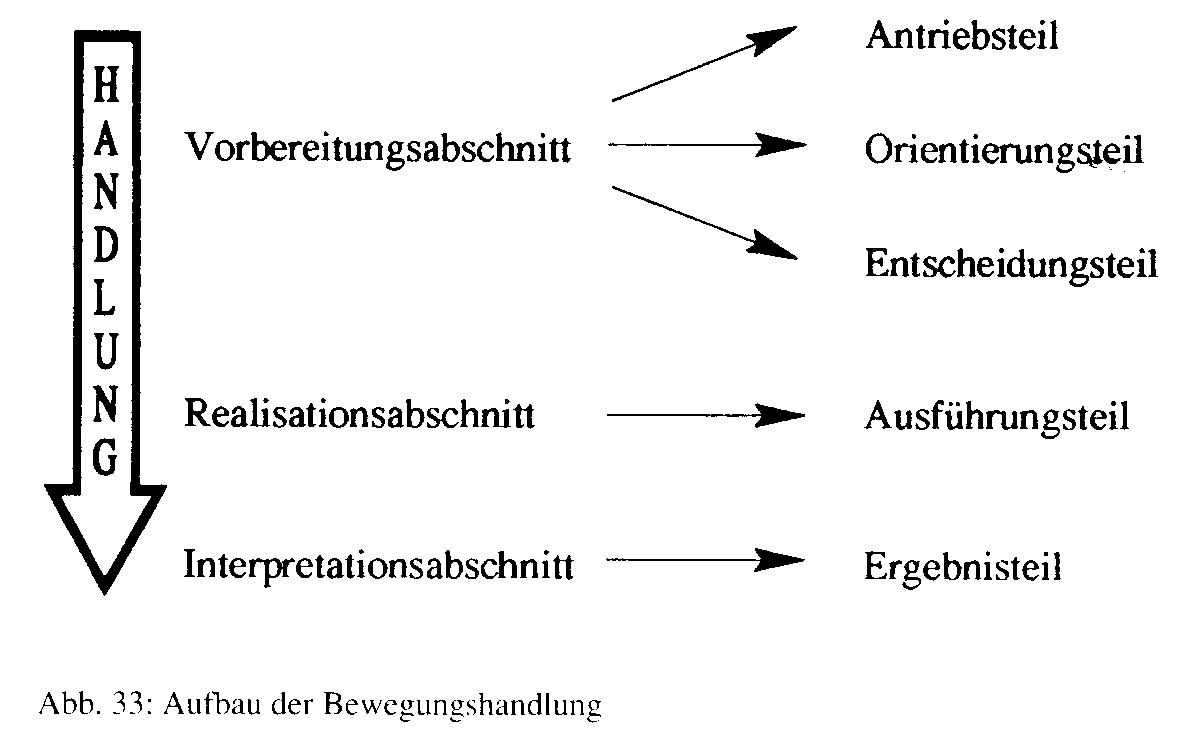 HANDLUNG
Vorbereitungsabschnitt
Antriebsteil
Orientierungsteil
Entscheidungsteil
Realisationsabschnitt
Ausführungsteil
Interpretationsabschnitt
Ergebnisteil
Abb. 33: Aufbau der Bewegungshandlung